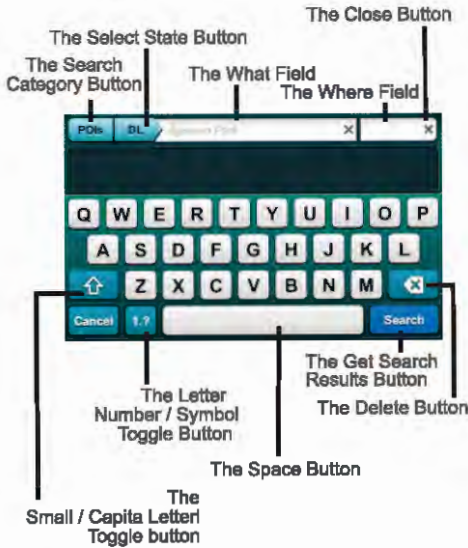 The Close Button
The Select State Button
The Search
Category Button
The What Field
The Where Field
POIs DL × ×
Q W E R T Y U I O P
A S D F G H J K L
Z X C V B N M
Cancel 1.? Search
The Get Search
Results Button
The Letter
Number / Symbol
Toggle Button
The Delete Button
The Space Button
The
Small / Capita Letterl
Toggle button